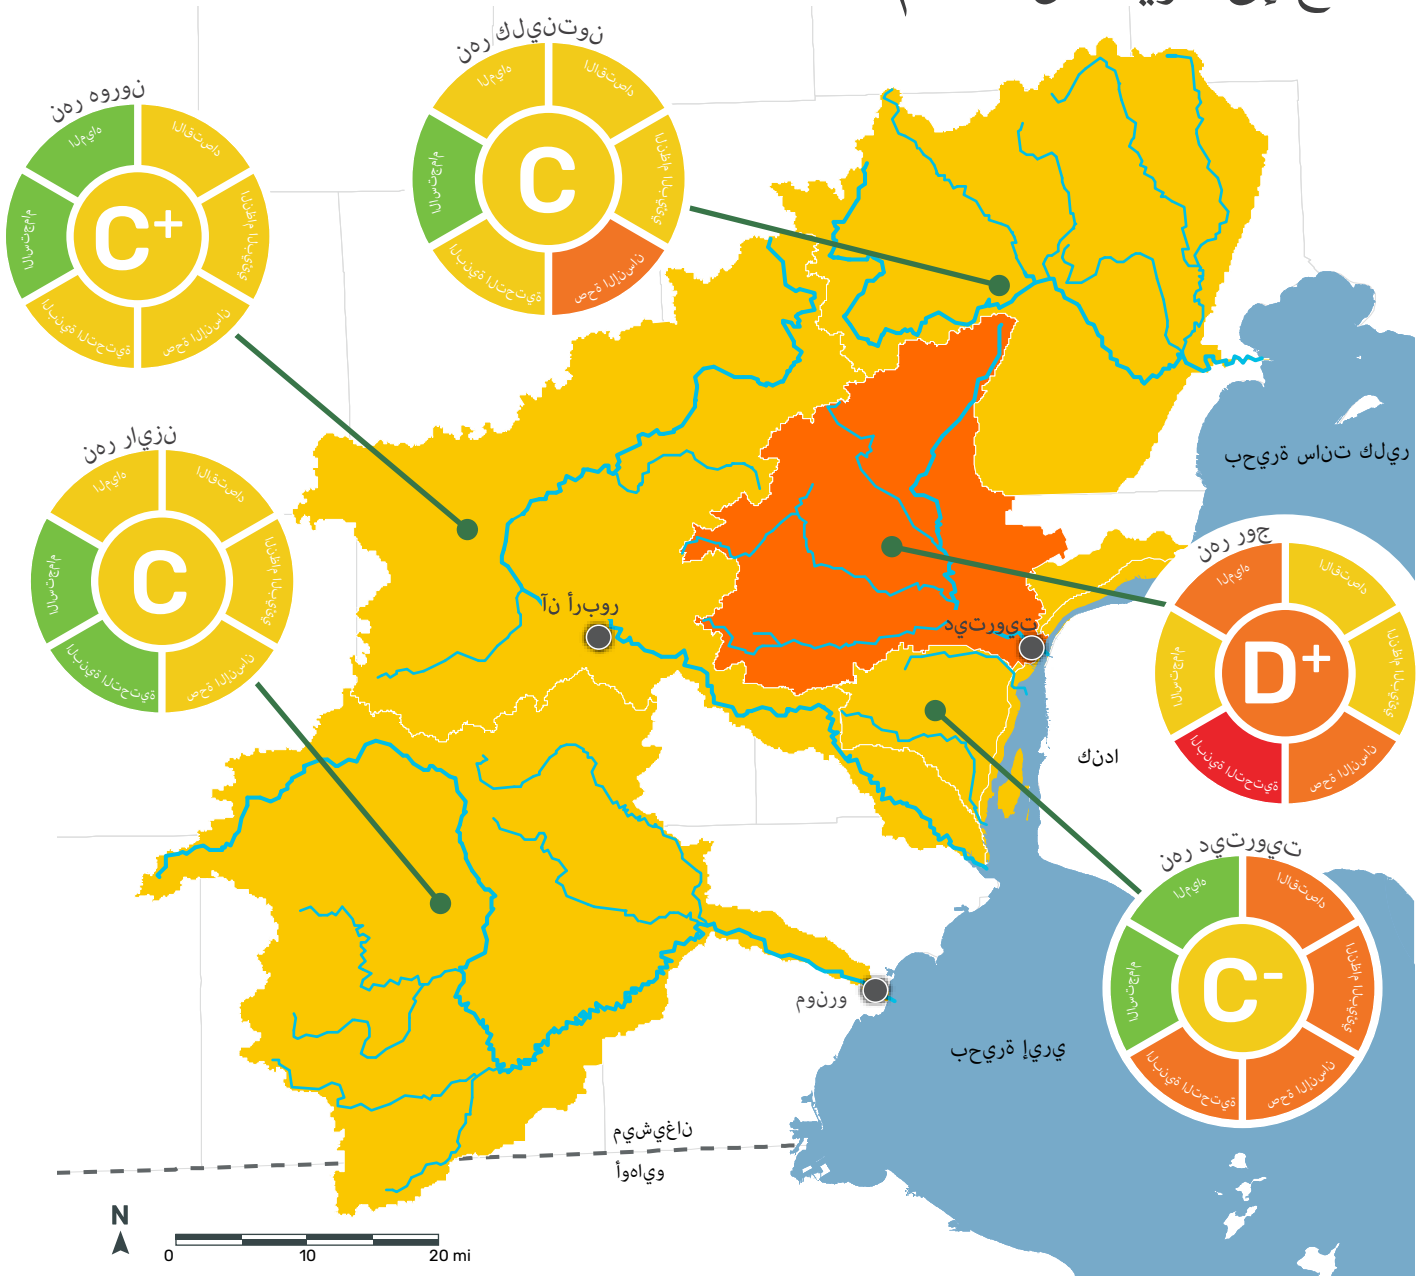 نهر كلينتون
المياه
الاقتصاد
النظام البيئي
صحة الإنسان
البنية التحتية
الاستجمام
C
نهر هورون
المياه
الاقتصاد
النظام البيئي
صحة الإنسان
البنية التحتية
الاستجمام
C+
نهر رايزن
المياه
الاقتصاد
النظام البيئي
صحة الإنسان
البنية التحتية
الاستجمام
C
بحيرة سانت كلير
نهر روج
المياه
الاقتصاد
النظام البيئي
صحة الإنسان
البنية التحتية
الاستجمام
D+
آن أربور
ديترويت
كندا
نهر ديترويت
المياه
الاقتصاد
النظام البيئي
صحة الإنسان
البنية التحتية
الاستجمام
C-
مونرو
بحيرة إيري
ميشيغان
أوهايو
N
0 10 20 mi